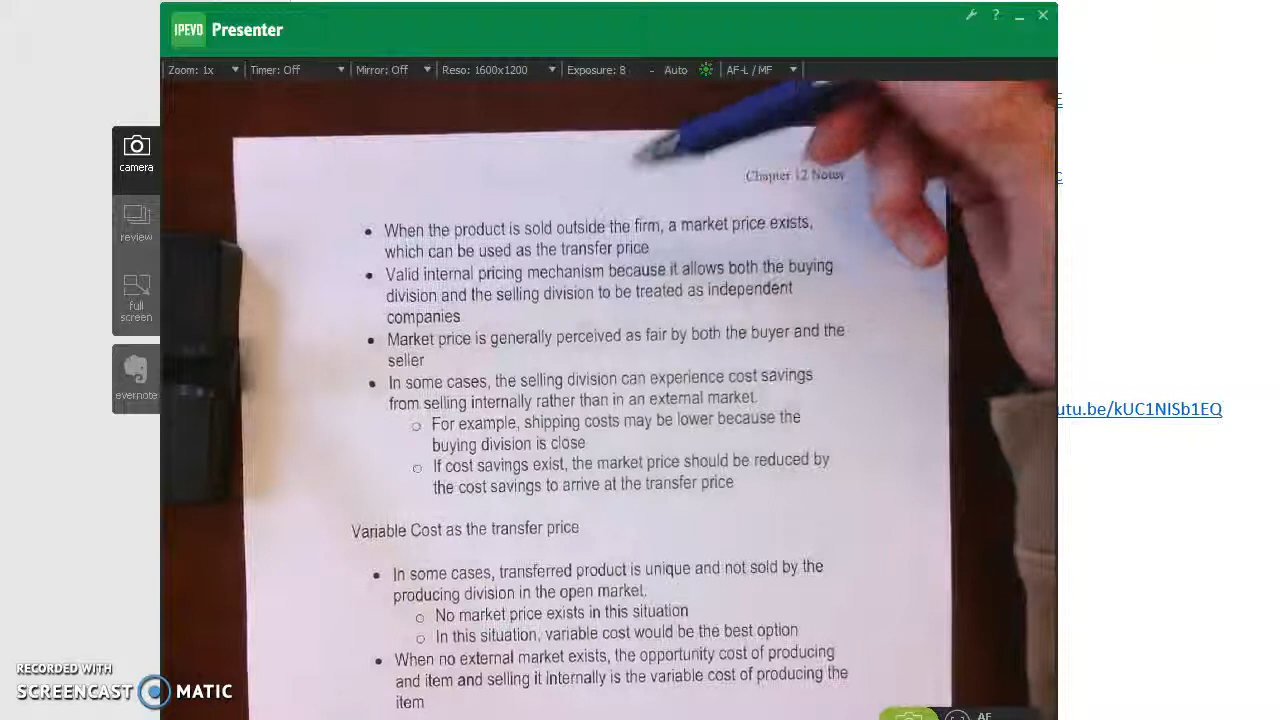 IPEVO Presenter
Zoom: 1x Timer: Off Mirror: Off Reso: 1600x1200 Exposure: 8 - Auto AF-L / MF
camera
review
full
screen
evernote
Chapter 12 Notes
• When the product is sold outside the firm, a market price exists,
which can be used as the transfer price
• Valid internal pricing mechanism because it allows both the buying
division and the selling division to be treated as independent
companies
• Market price is generally perceived as fair by both the buyer and the
seller
• In some cases, the selling division can experience cost savings
from selling internally rather than in an external market.
○ For example, shipping costs may be lower because the
buying division is close
○ If cost savings exist, the market price should be reduced by
the cost savings to arrive at the transfer price
Variable Cost as the transfer price
• In some cases, transferred product is unique and not sold by the
producing division in the open market.
○ No market price exists in this situation
○ In this situation, variable cost would be the best option
• When no external market exists, the opportunity cost of producing
and item and selling it internally is the variable cost of producing the
item
utu.be/kUC1NISb1EQ
RECORDED WITH
SCREENCAST MATIC
AF